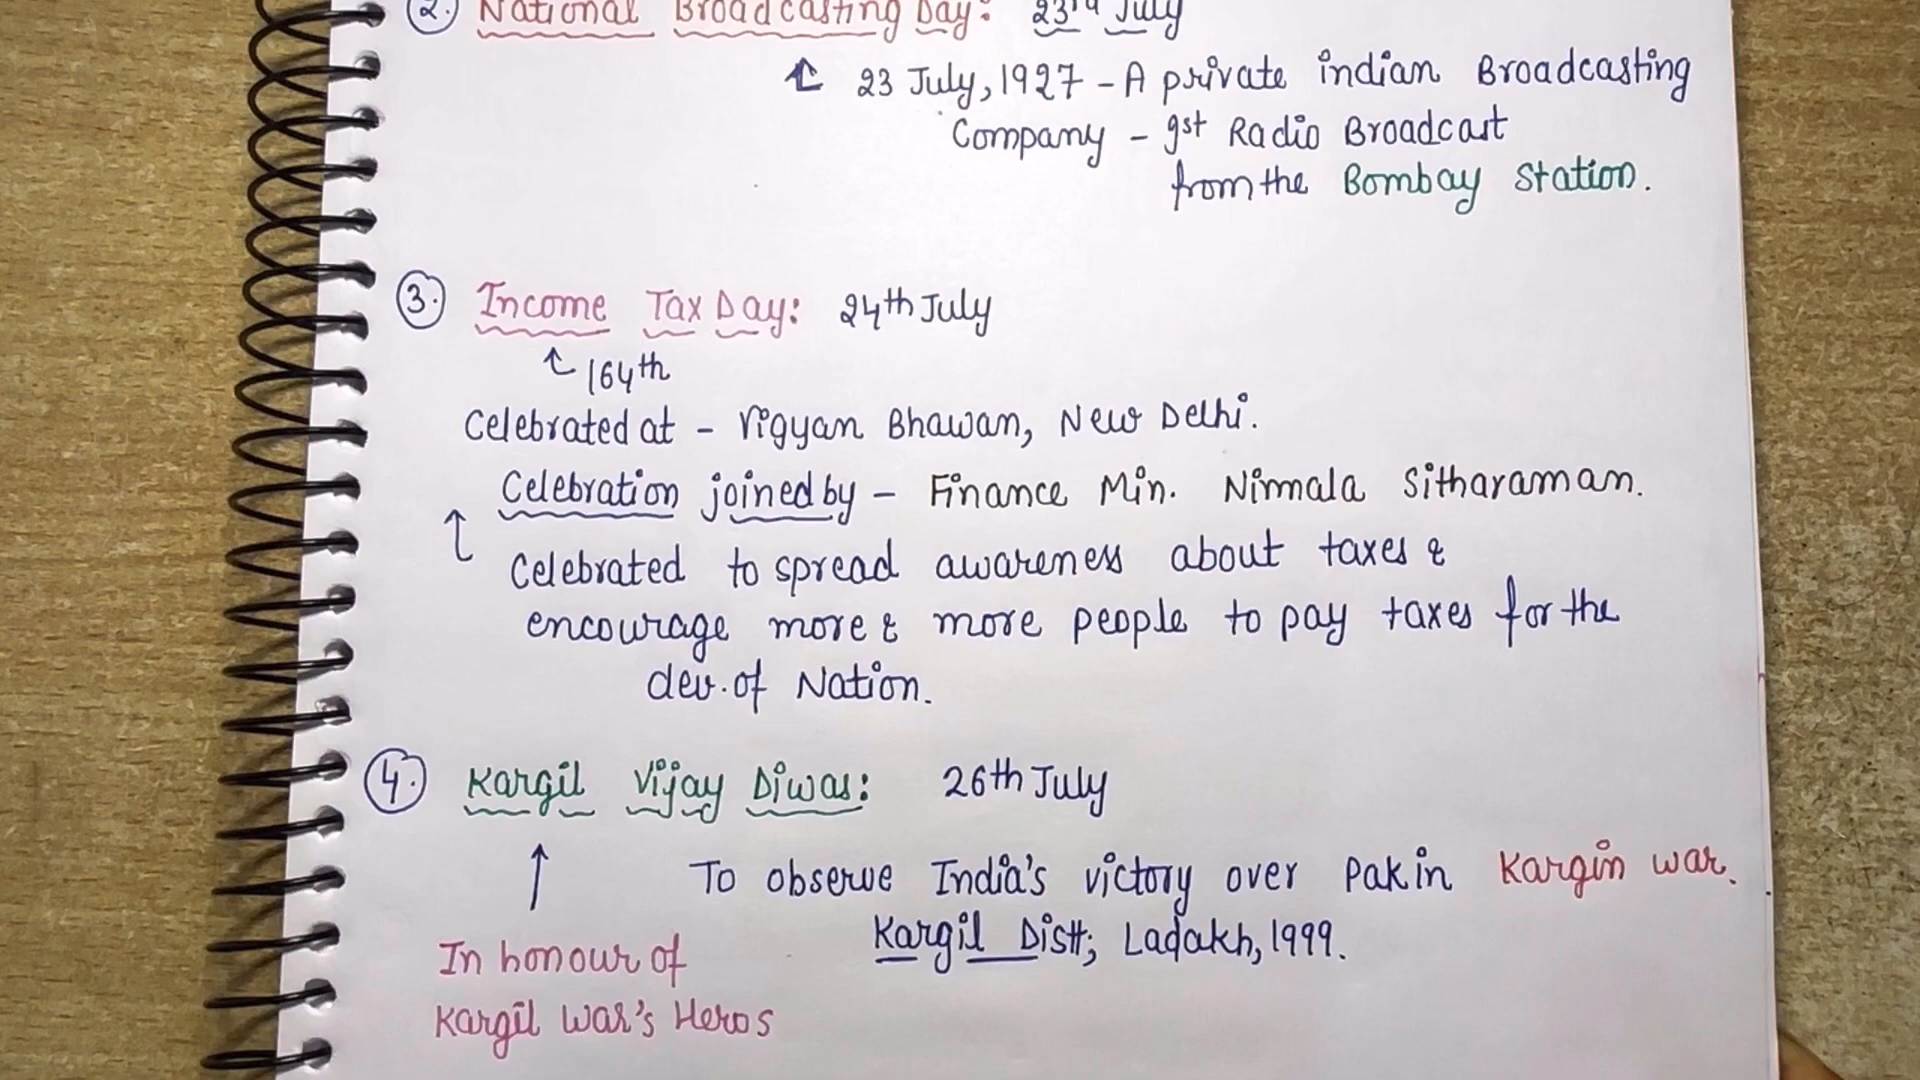 2. National Broadcasting Day: 23rd July
23 July, 1927 - A private indian Broadcasting
Company - 1st Radio Broadcast
from the Bombay Station.
3. Income Tax Day: 24th July
164th
Celebrated at - Vigyan Bhawan, New Delhi.
Celebration joined by - Finance Min. Nirmala Sitharaman.
Celebrated to spread awareness about taxes &
encourage more & more people to pay taxes for the
dev. of Nation.
4. Kargil Vijay Diwas: 26th July
To observe India's victory over Pak in Kargin war.
Kargil Distt; Ladakh, 1999.
In honour of
Kargil War's Heros